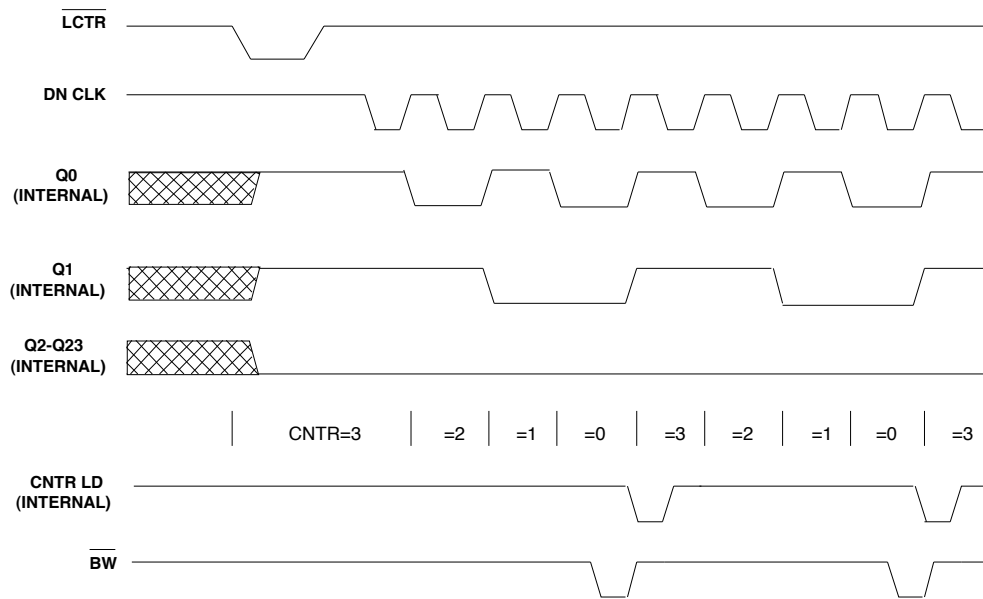 LCTR
DN CLK
Q0
(INTERNAL)
Q1
(INTERNAL)
Q2-Q23
(INTERNAL)
CNTR=3 =2 =1 =0 =3 =2 =1 =0 =3
CNTR LD
(INTERNAL)
BW